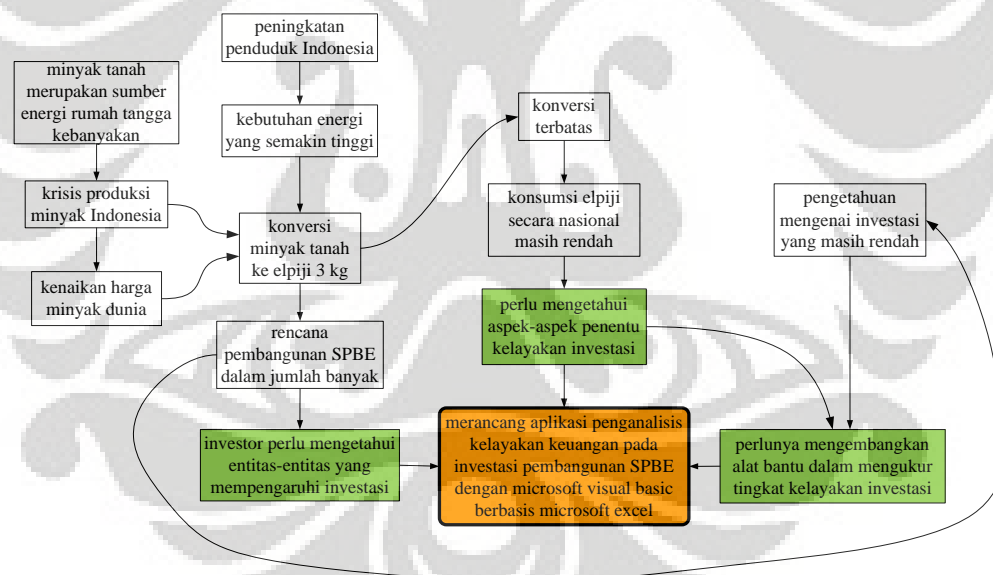 peningkatan
penduduk Indonesia
minyak tanah
merupakan sumber
energi rumah tangga
kebanyakan
kebutuhan energi
yang semakin tinggi
konversi
terbatas
krisis produksi
minyak Indonesia
konversi
minyak tanah
ke elpiji 3 kg
konsumsi elpiji
secara nasional
masih rendah
pengetahuan
mengenai investasi
yang masih rendah
kenaikan harga
minyak dunia
rencana
pembangunan SPBE
dalam jumlah banyak
perlu mengetahui
aspek-aspek penentu
kelayakan investasi
investor perlu mengetahui
entitas-entitas yang
mempengaruhi investasi
merancang aplikasi penganalisis
kelayakan keuangan pada
investasi pembangunan SPBE
dengan microsoft visual basic
berbasis microsoft excel
perlunya mengembangkan
alat bantu dalam mengukur
tingkat kelayakan investasi